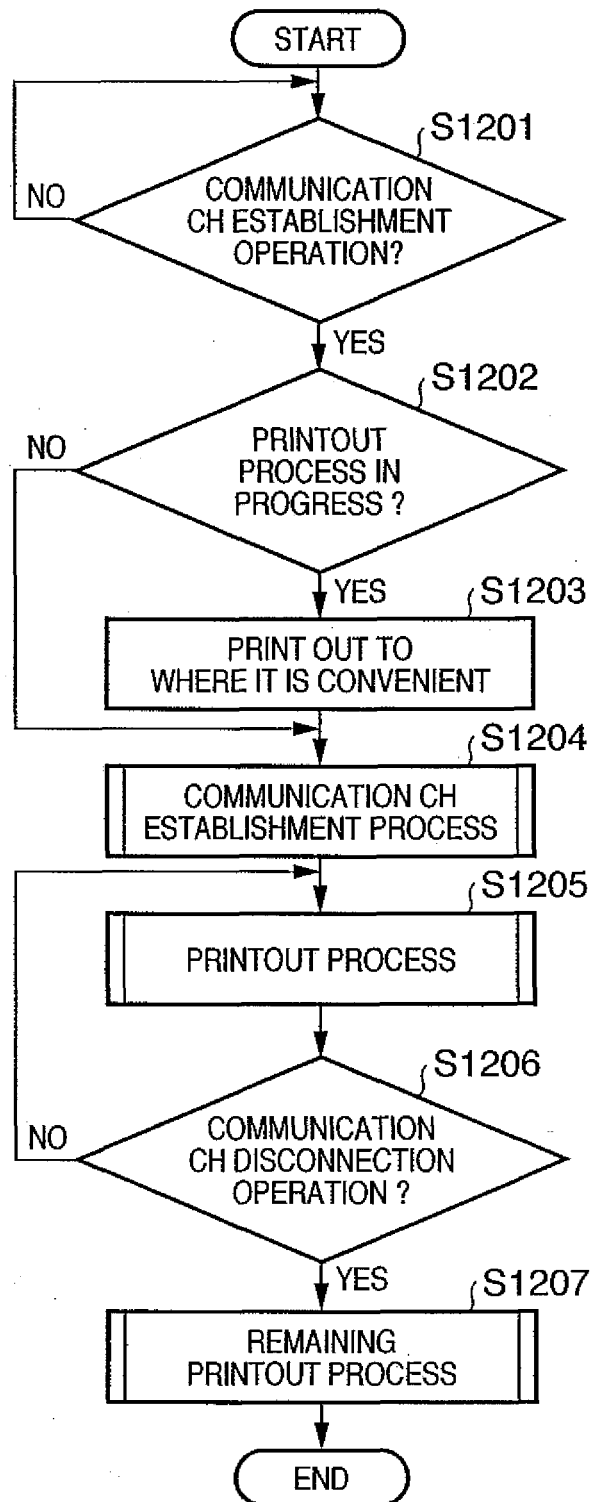 START
S1201
COMMUNICATION
CH ESTABLISHMENT
OPERATION?
NO
YES
S1202
PRINTOUT
PROCESS IN
PROGRESS ?
NO
YES
S1203
PRINT OUT TO
WHERE IT IS CONVENIENT
S1204
COMMUNICATION CH
ESTABLISHMENT PROCESS
S1205
PRINTOUT PROCESS
S1206
COMMUNICATION
CH DISCONNECTION
OPERATION ?
NO
YES
S1207
REMAINING
PRINTOUT PROCESS
END